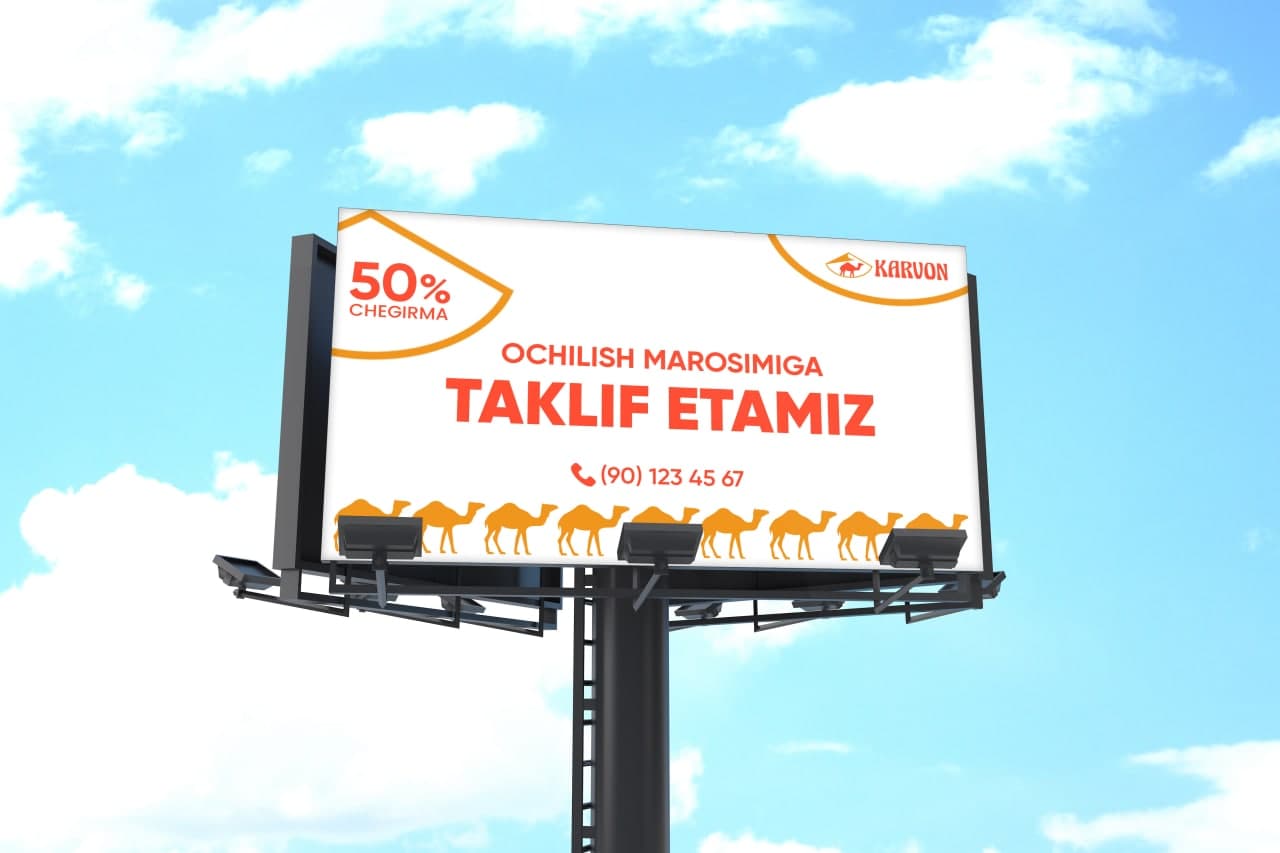 50%
CHEGIRMA
KARVON
OCHILISH MAROSIMIGA
TAKLIF ETAMIZ
(90) 123 45 67